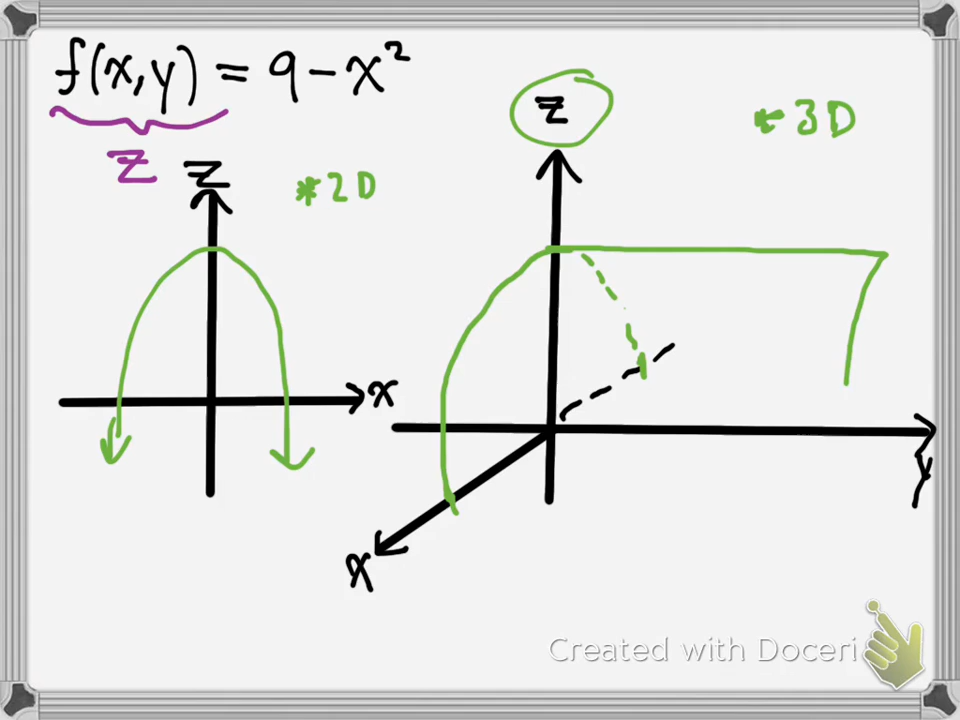 f(x,y) = 9 - x²
z
z
*2D
x
z
*3D
y
x
Created with Doceri